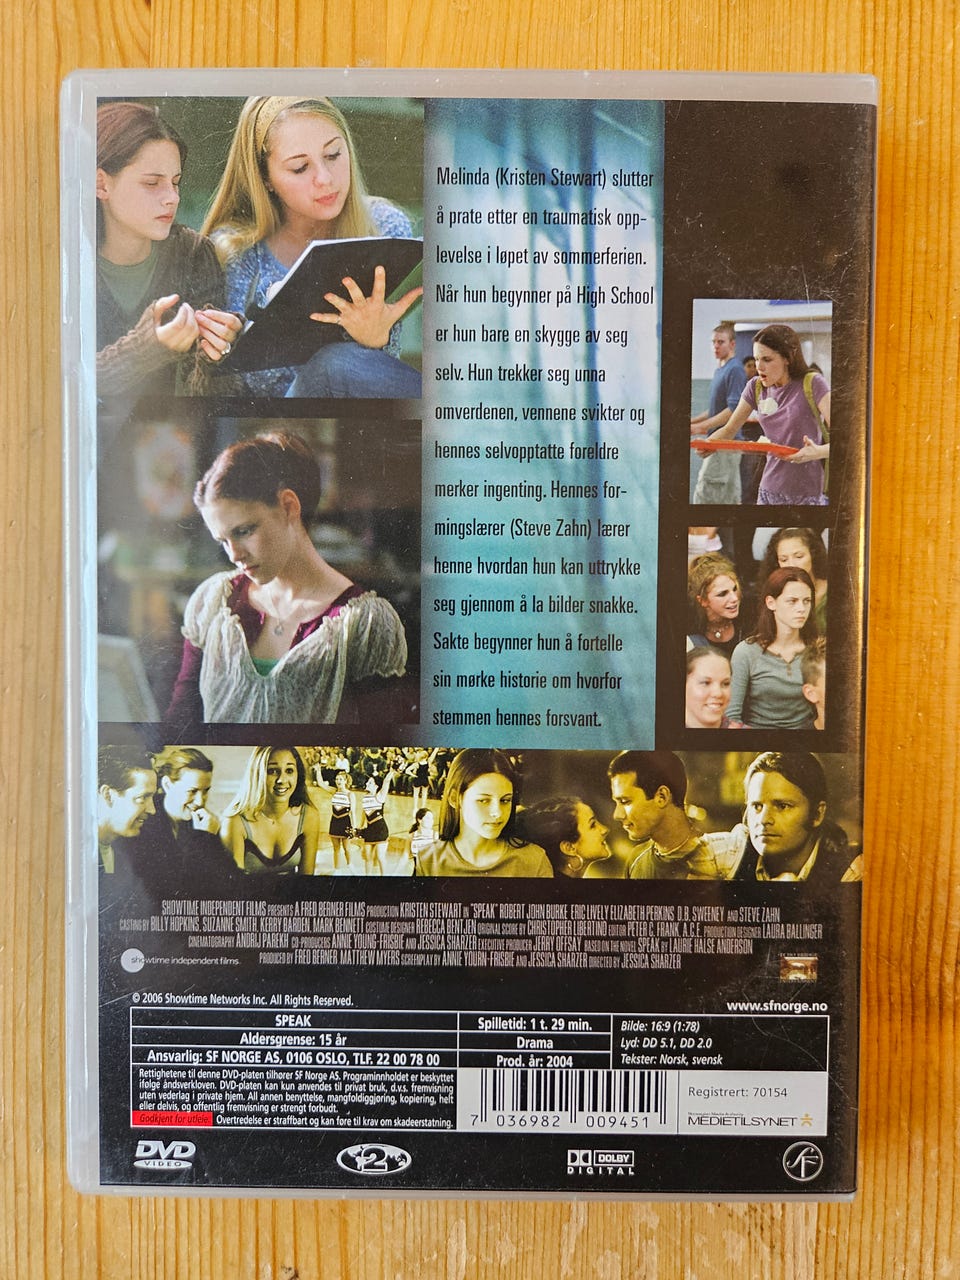 Melinda (Kristen Stewart) slutter
å prate etter en traumatisk opp-
levelse i løpet av sommerferien.
Når hun begynner på High School
er hun bare en skygge av seg
selv. Hun trekker seg unna
omverdenen, vennene svikter og
hennes selvopptatte foreldre
merker ingenting. Hennes for-
mingslærer (Steve Zahn) lærer
henne hvordan hun kan uttrykke
seg gjennom å la bilder snakke.
Sakte begynner hun å fortelle
sin mørke historie om hvorfor
stemmen hennes forsvant.
SHOWTIME INDEPENDENT FILMS PRESENTS A FRED BERNER FILMS PRODUCTION KRISTEN STEWART IN "SPEAK" ROBERT JOHN BURKE ERIC LIVELY ELIZABETH PERKINS D.B. SWEENEY AND STEVE ZAHN
CASTING BY BILLY HOPKINS, SUZANNE SMITH, KERRY BARDEN, MARK BENNETT COSTUME DESIGNER REBECCA BENTJEN ORIGINAL SCORE BY CHRISTOPHER LIBERTINO EDITOR PETER C. FRANK, A.C.E. PRODUCTION DESIGNER LAURA BALLINGER
CINEMATOGRAPHY ANDRIJ PAREKH CO-PRODUCERS ANNIE YOUNG-FRISBIE AND JESSICA SHARZER EXECUTIVE PRODUCER JERRY OFFSAY BASED ON THE NOVEL SPEAK BY LAURIE HALSE ANDERSON
PRODUCED BY FRED BERNER MATTHEW MYERS SCREENPLAY BY ANNIE YOURN-FRISBIE AND JESSICA SHARZER DIRECTED BY JESSICA SHARZER
showtime independent films.
© 2006 Showtime Networks Inc. All Rights Reserved.
www.sfnorge.no
SPEAK
Aldersgrense: 15 år
Ansvarlig: SF NORGE AS, 0106 OSLO, TLF. 22 00 78 00
Spilletid: 1 t. 29 min.
Drama
Prod. år: 2004
Bilde: 16:9 (1:78)
Lyd: DD 5.1, DD 2.0
Tekster: Norsk, svensk
Rettighetene til denne DVD-platen tilhører SF Norge AS. Programinnholdet er beskyttet
ifølge åndsverkloven. DVD-platen kan kun anvendes til privat bruk, d.v.s. fremvisning
uten vederlag i private hjem. All annen benyttelse, mangfoldiggjøring, kopiering, helt
eller delvis, og offentlig fremvisning er strengt forbudt.
Godkjent for utleie. Overtredelse er straffbart og kan føre til krav om skadeerstatning.
7 036982 009451
Registrert: 70154
MEDIETILSYNET
DVD
VIDEO
2
DOLBY
DIGITAL
SF